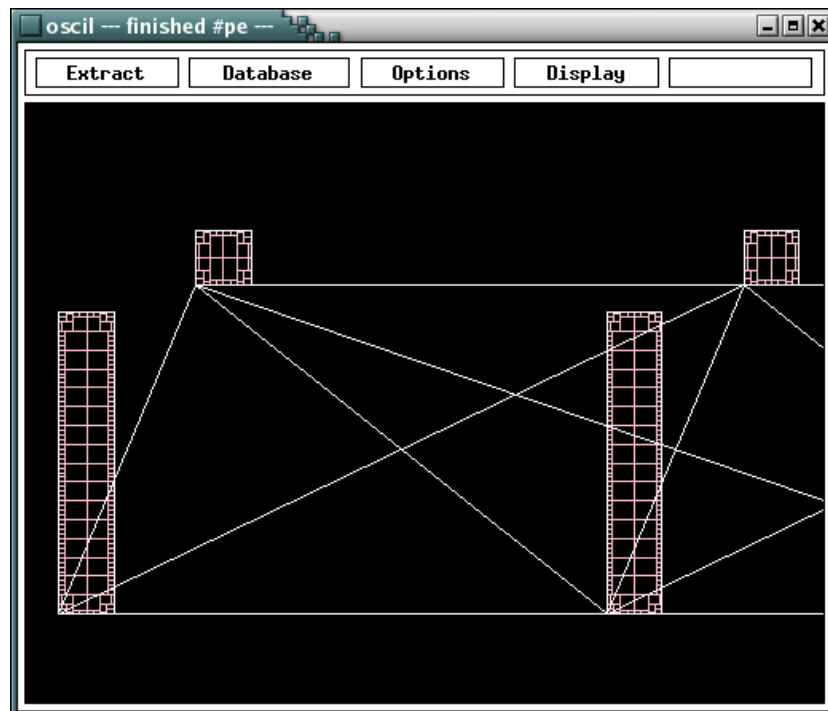 oscil --- finished #pe ---
Extract Database Options Display